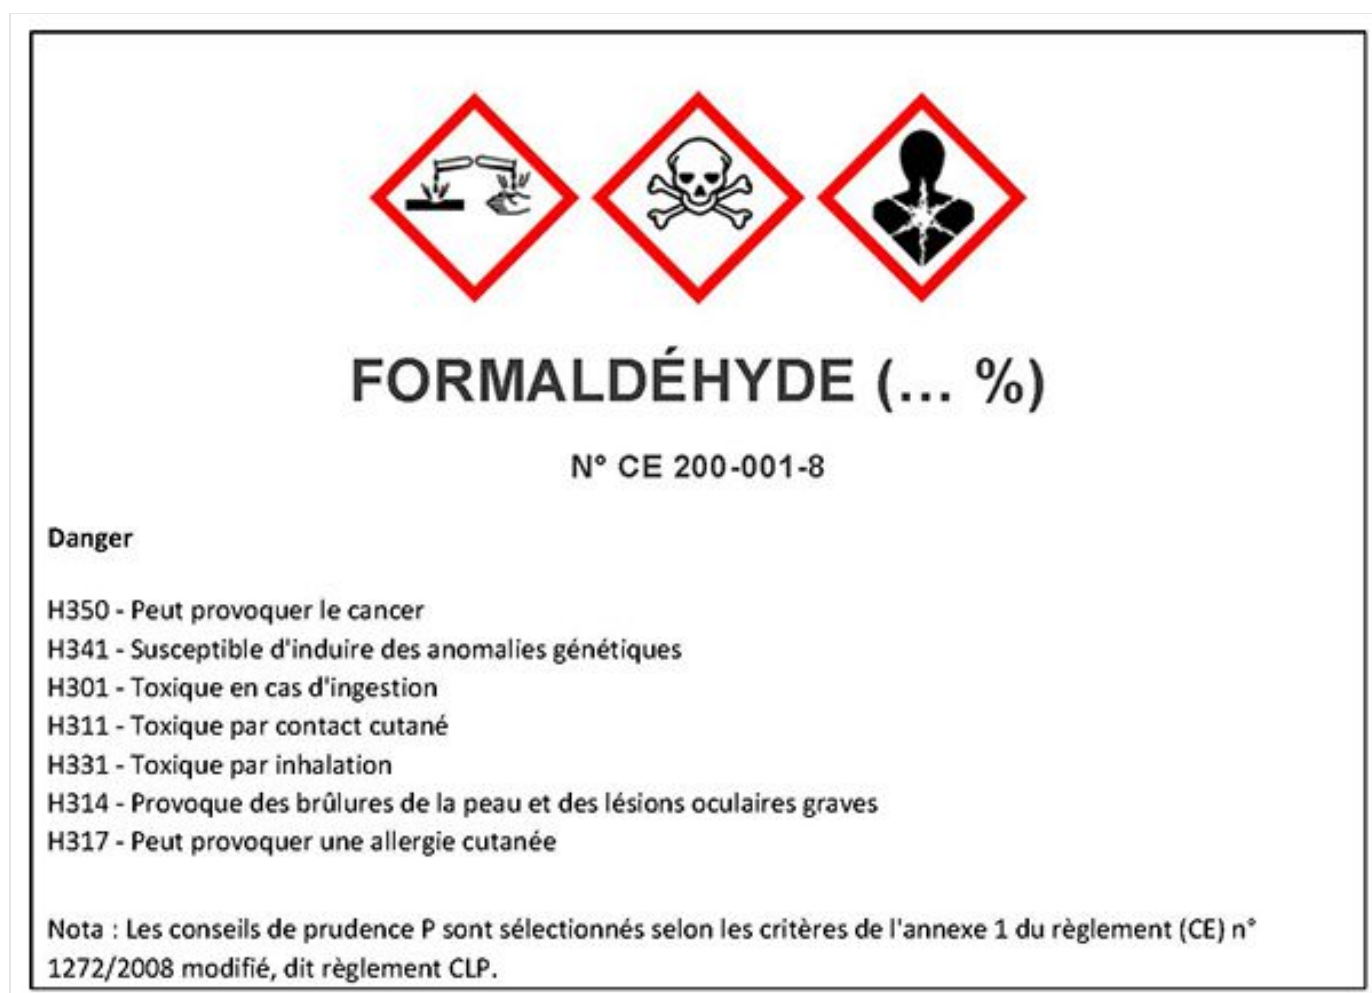 FORMALDÉHYDE (... %)
N° CE 200-001-8
Danger
H350 - Peut provoquer le cancer
H341 - Susceptible d'induire des anomalies génétiques
H301 - Toxique en cas d'ingestion
H311 - Toxique par contact cutané
H331 - Toxique par inhalation
H314 - Provoque des brûlures de la peau et des lésions oculaires graves
H317 - Peut provoquer une allergie cutanée
Nota : Les conseils de prudence P sont sélectionnés selon les critères de l'annexe 1 du règlement (CE) n°
1272/2008 modifié, dit règlement CLP.